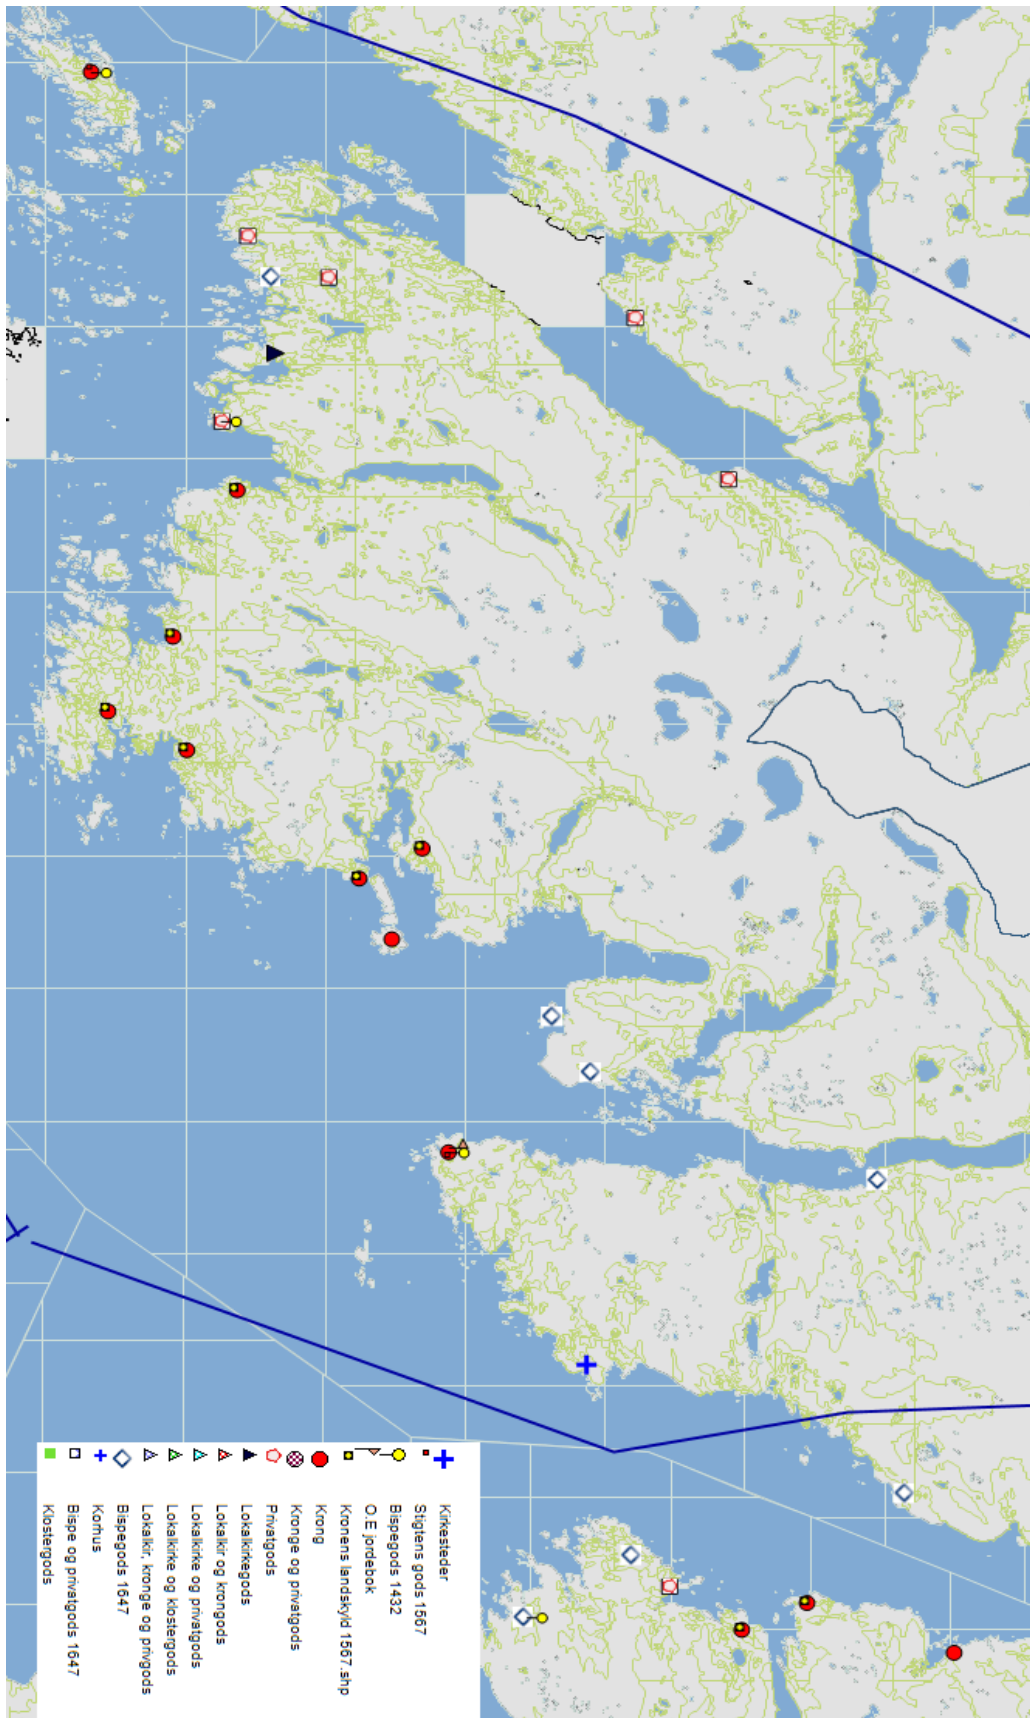 Kirkesteder
Stigtens gods 1567
Bispegods 1432
O.E jordebok
Kronens landskyld 1567.shp
Krong
Kronge og privatgods
Privatgods
Lokalkirkegods
Lokalkir og krongods
Lokalkirke og privatgods
Lokalkirke og klostergods
Lokalkir, kronge og privgods
Bispegods 1647
Korhus
Bispe og privatgods 1647
Klostergods